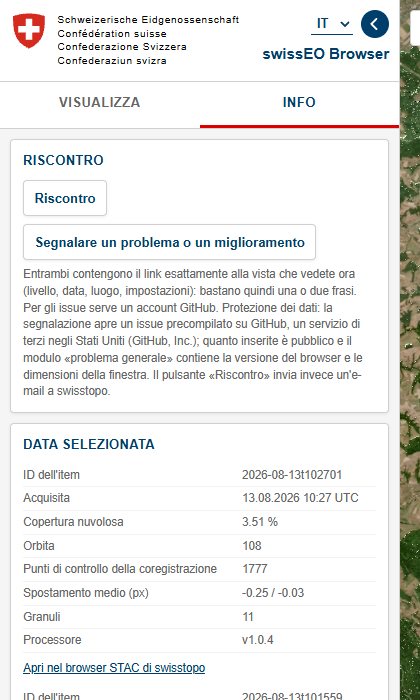 Schweizerische Eidgenossenschaft
Confédération suisse
Confederazione Svizzera
Confederaziun svizra
IT
swissEO Browser
VISUALIZZA
INFO
RISCONTRO
Riscontro
Segnalare un problema o un miglioramento
Entrambi contengono il link esattamente alla vista che vedete ora
(livello, data, luogo, impostazioni): bastano quindi una o due frasi.
Per gli issue serve un account GitHub. Protezione dei dati: la
segnalazione apre un issue precompilato su GitHub, un servizio di
terzi negli Stati Uniti (GitHub, Inc.); quanto inserite è pubblico e il
modulo «problema generale» contiene la versione del browser e le
dimensioni della finestra. Il pulsante «Riscontro» invia invece un'e-
mail a swisstopo.
DATA SELEZIONATA
ID dell'item 2026-08-13t102701
Acquisita 13.08.2026 10:27 UTC
Copertura nuvolosa 3.51 %
Orbita 108
Punti di controllo della coregistrazione 1777
Spostamento medio (px) -0.25 / -0.03
Granuli 11
Processore v1.0.4
Apri nel browser STAC di swisstopo
ID dell'item 2026-08-13t101559